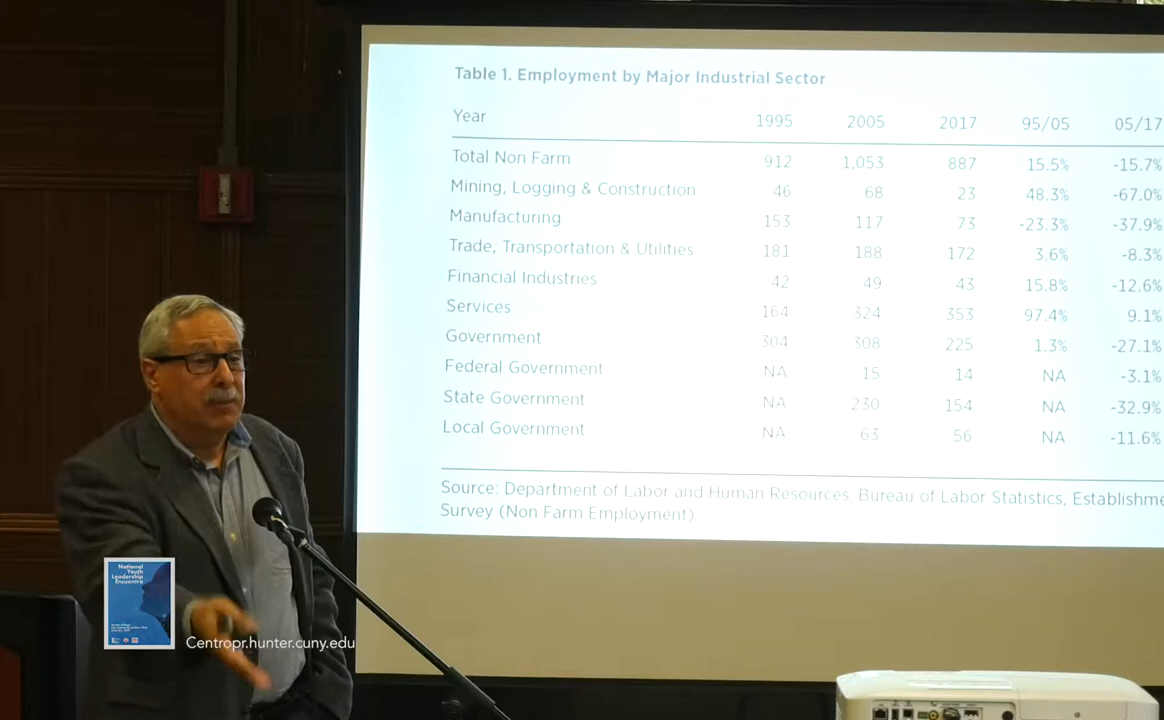 Table 1. Employment by Major Industrial Sector
Year 1995 2005 2017 95/05 05/17
Total Non Farm 912 1,053 887 15.5% -15.7%
Mining, Logging & Construction 46 68 23 48.3% -67.0%
Manufacturing 153 117 73 -23.3% -37.9%
Trade, Transportation & Utilities 181 188 172 3.6% -8.3%
Financial Industries 42 49 43 15.8% -12.6%
Services 164 324 353 97.4% 9.1%
Government 304 308 225 1.3% -27.1%
Federal Government NA 15 14 NA -3.1%
State Government NA 230 154 NA -32.9%
Local Government NA 63 56 NA -11.6%
Source: Department of Labor and Human Resources, Bureau of Labor Statistics, Establishme
Survey (Non Farm Employment)
National
Youth
Leadership
Encuentro
Centropr.hunter.cuny.edu